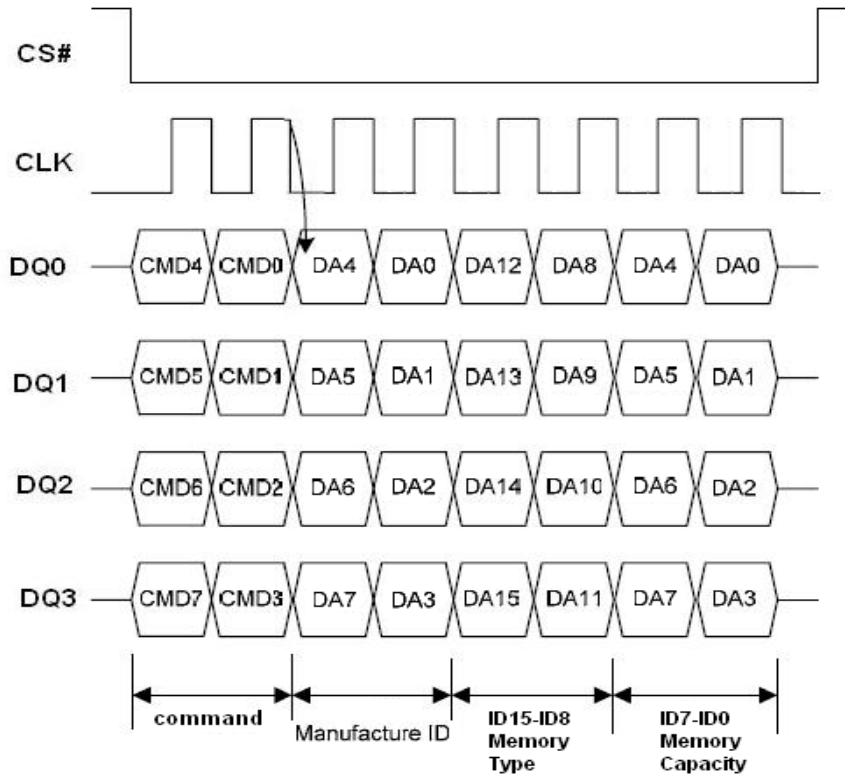 CS#
CLK
DQ0 CMD4 CMD0 DA4 DA0 DA12 DA8 DA4 DA0
DQ1 CMD5 CMD1 DA5 DA1 DA13 DA9 DA5 DA1
DQ2 CMD6 CMD2 DA6 DA2 DA14 DA10 DA6 DA2
DQ3 CMD7 CMD3 DA7 DA3 DA15 DA11 DA7 DA3
command
Manufacture ID
ID15-ID8
Memory
Type
ID7-ID0
Memory
Capacity